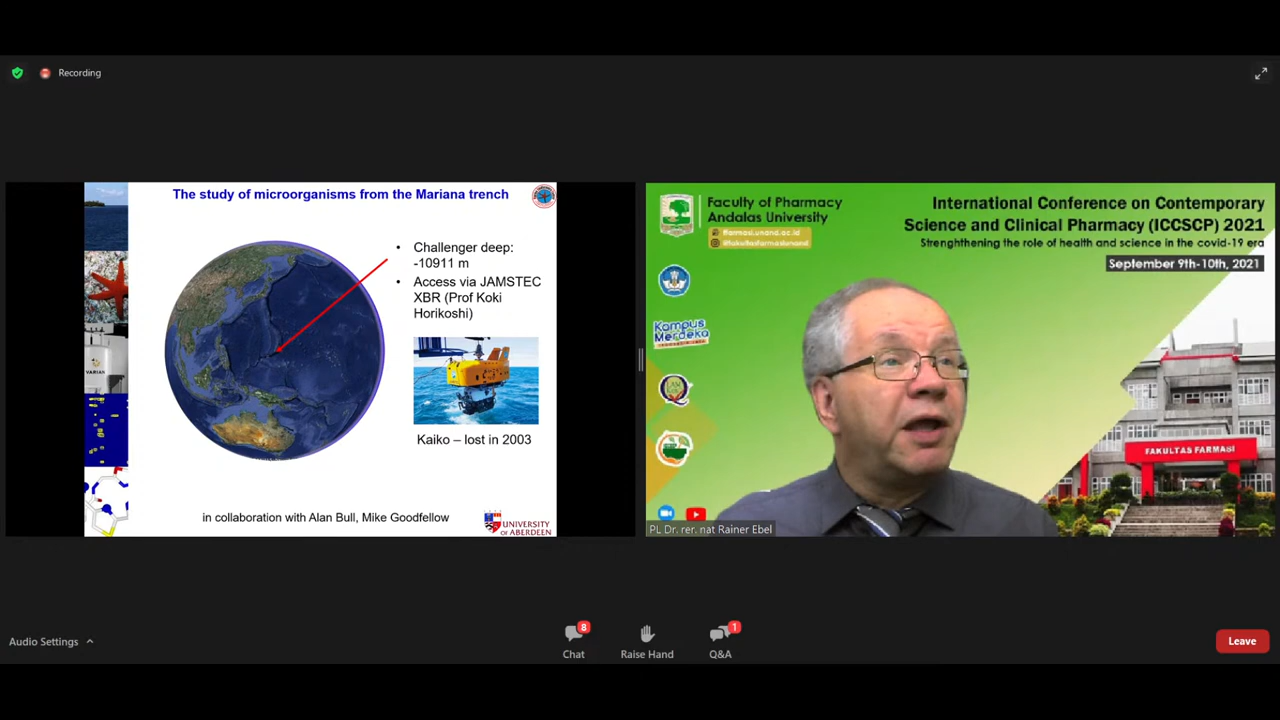 Recording
The study of microorganisms from the Mariana trench
• Challenger deep:
-10911 m
• Access via JAMSTEC
XBR (Prof Koki
Horikoshi)
VARIAN
Kaiko – lost in 2003
in collaboration with Alan Bull, Mike Goodfellow
UNIVERSITY
OF ABERDEEN
Faculty of Pharmacy
Andalas University
ffarmasi.unand.ac.id
@fakultasfarmasiunand
International Conference on Contemporary
Science and Clinical Pharmacy (ICCSCP) 2021
Strenghthening the role of health and science in the covid-19 era
September 9th-10th, 2021
Kampus
Merdeka
FAKULTAS FARMASI
PL Dr. rer. nat Rainer Ebel
Audio Settings
8
Chat
Raise Hand
1
Q&A
Leave